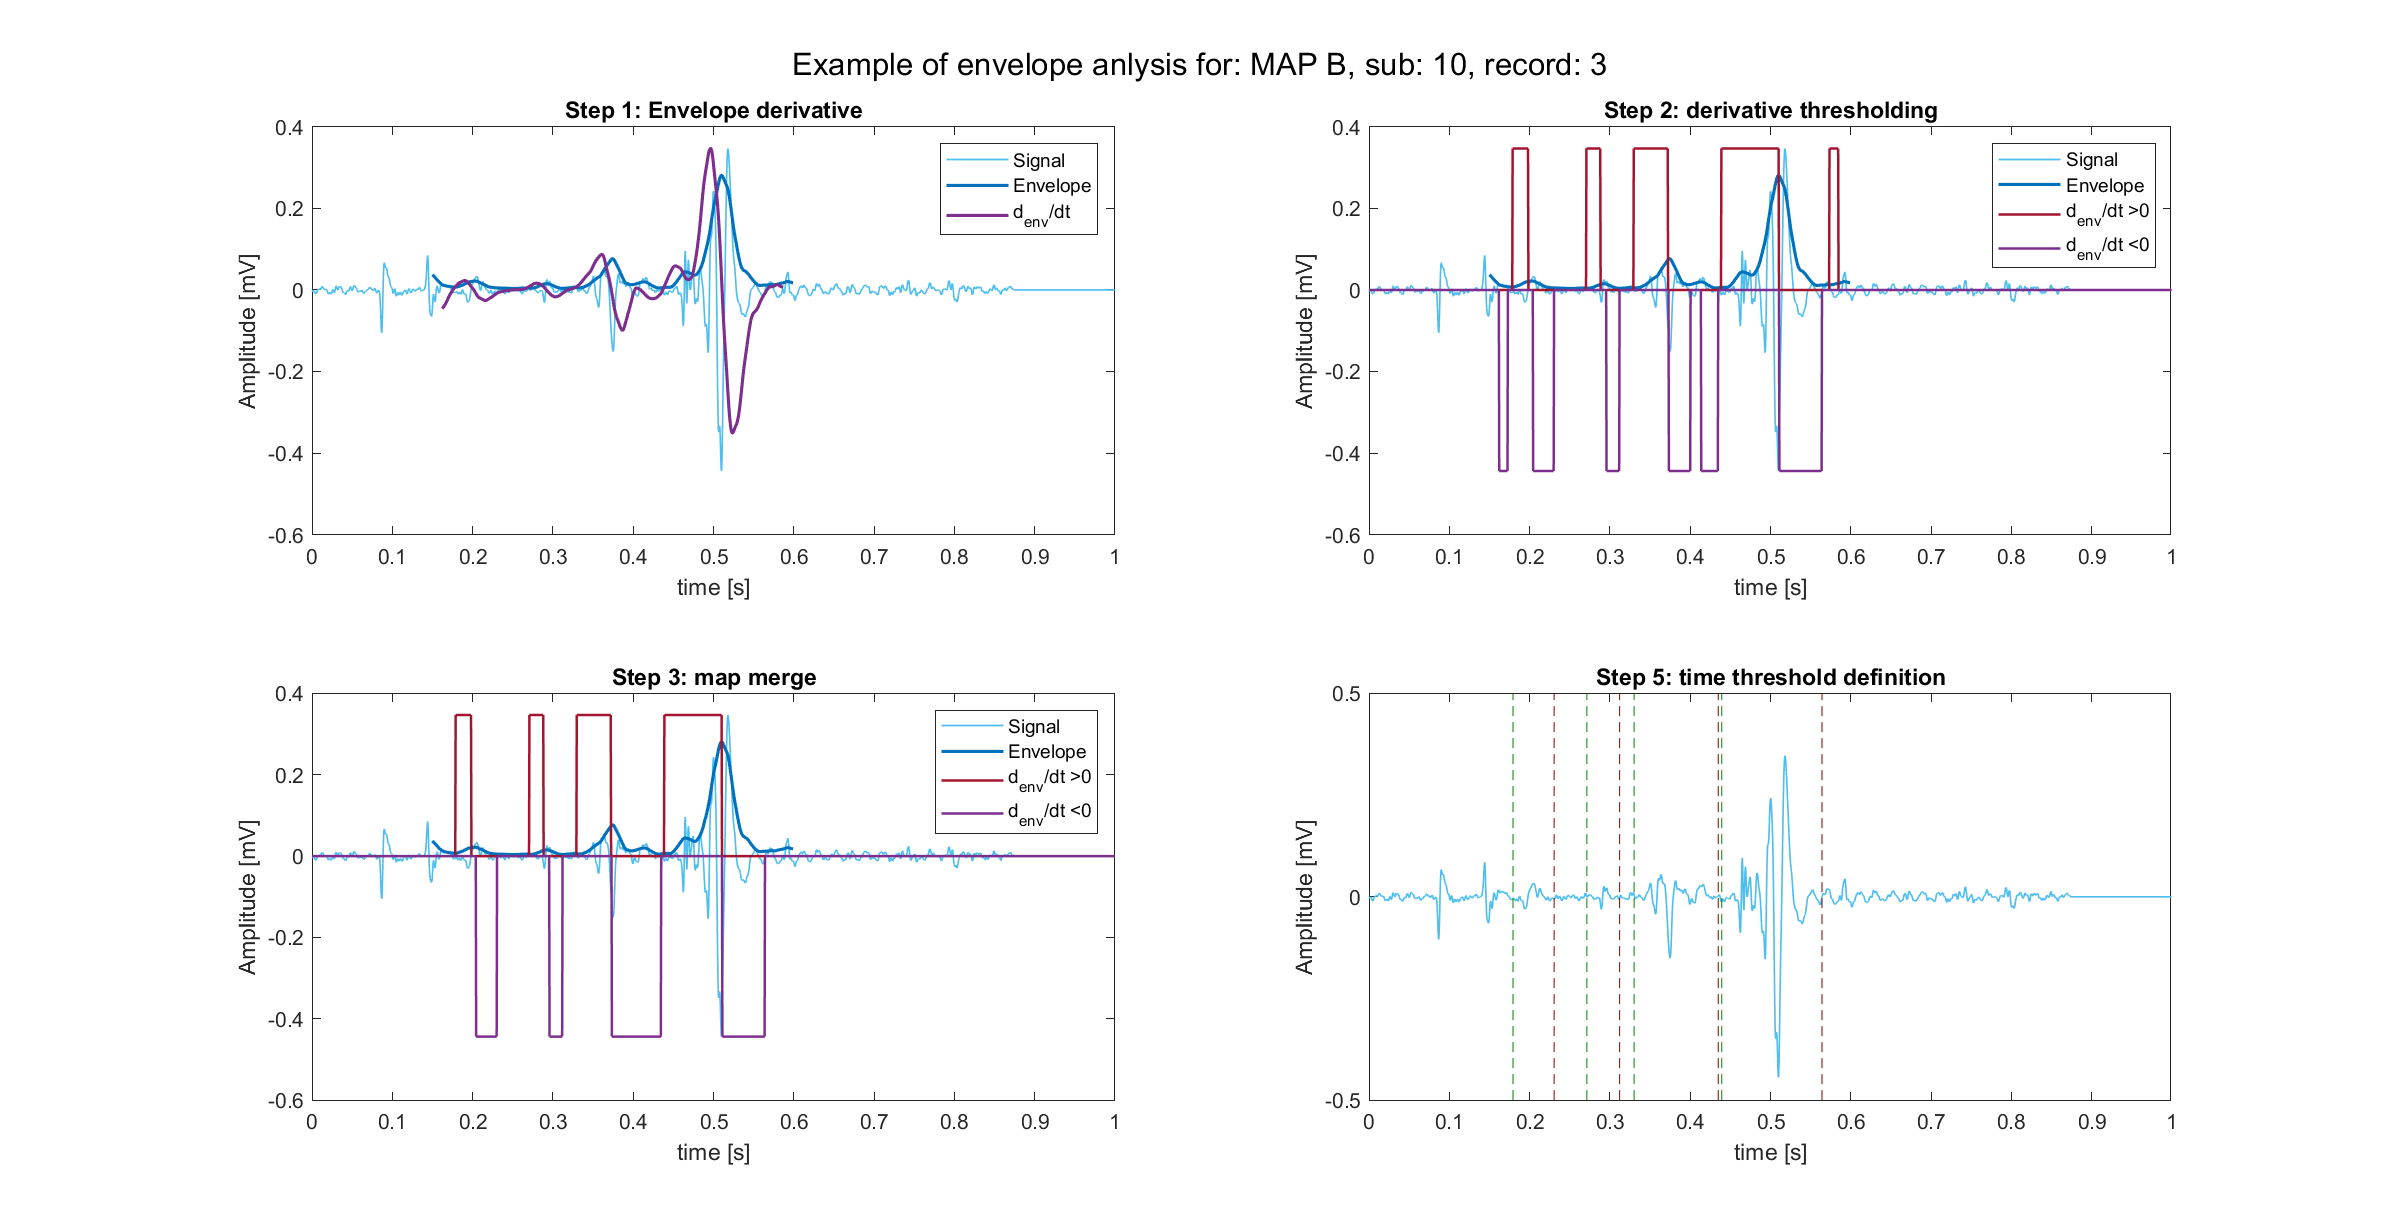 Example of envelope anlysis for: MAP B, sub: 10, record: 3
Step 1: Envelope derivative
0.4
0.2
0
-0.2
-0.4
-0.6
Amplitude [mV]
0 0.1 0.2 0.3 0.4 0.5 0.6 0.7 0.8 0.9 1
time [s]
Signal
Envelope
d_env/dt
Step 2: derivative thresholding
0.4
0.2
0
-0.2
-0.4
-0.6
Amplitude [mV]
0 0.1 0.2 0.3 0.4 0.5 0.6 0.7 0.8 0.9 1
time [s]
Signal
Envelope
d_env/dt >0
d_env/dt <0
Step 3: map merge
0.4
0.2
0
-0.2
-0.4
-0.6
Amplitude [mV]
0 0.1 0.2 0.3 0.4 0.5 0.6 0.7 0.8 0.9 1
time [s]
Signal
Envelope
d_env/dt >0
d_env/dt <0
Step 5: time threshold definition
0.5
0
-0.5
Amplitude [mV]
0 0.1 0.2 0.3 0.4 0.5 0.6 0.7 0.8 0.9 1
time [s]